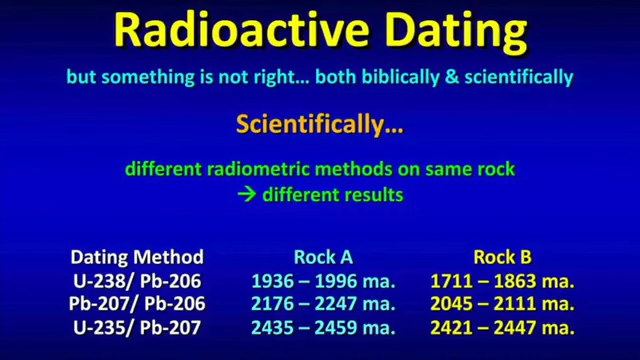 Radioactive Dating
but something is not right... both biblically & scientifically
Scientifically...
different radiometric methods on same rock
→ different results
Dating Method Rock A Rock B
U-238/ Pb-206 1936 – 1996 ma. 1711 – 1863 ma.
Pb-207/ Pb-206 2176 – 2247 ma. 2045 – 2111 ma.
U-235/ Pb-207 2435 – 2459 ma. 2421 – 2447 ma.